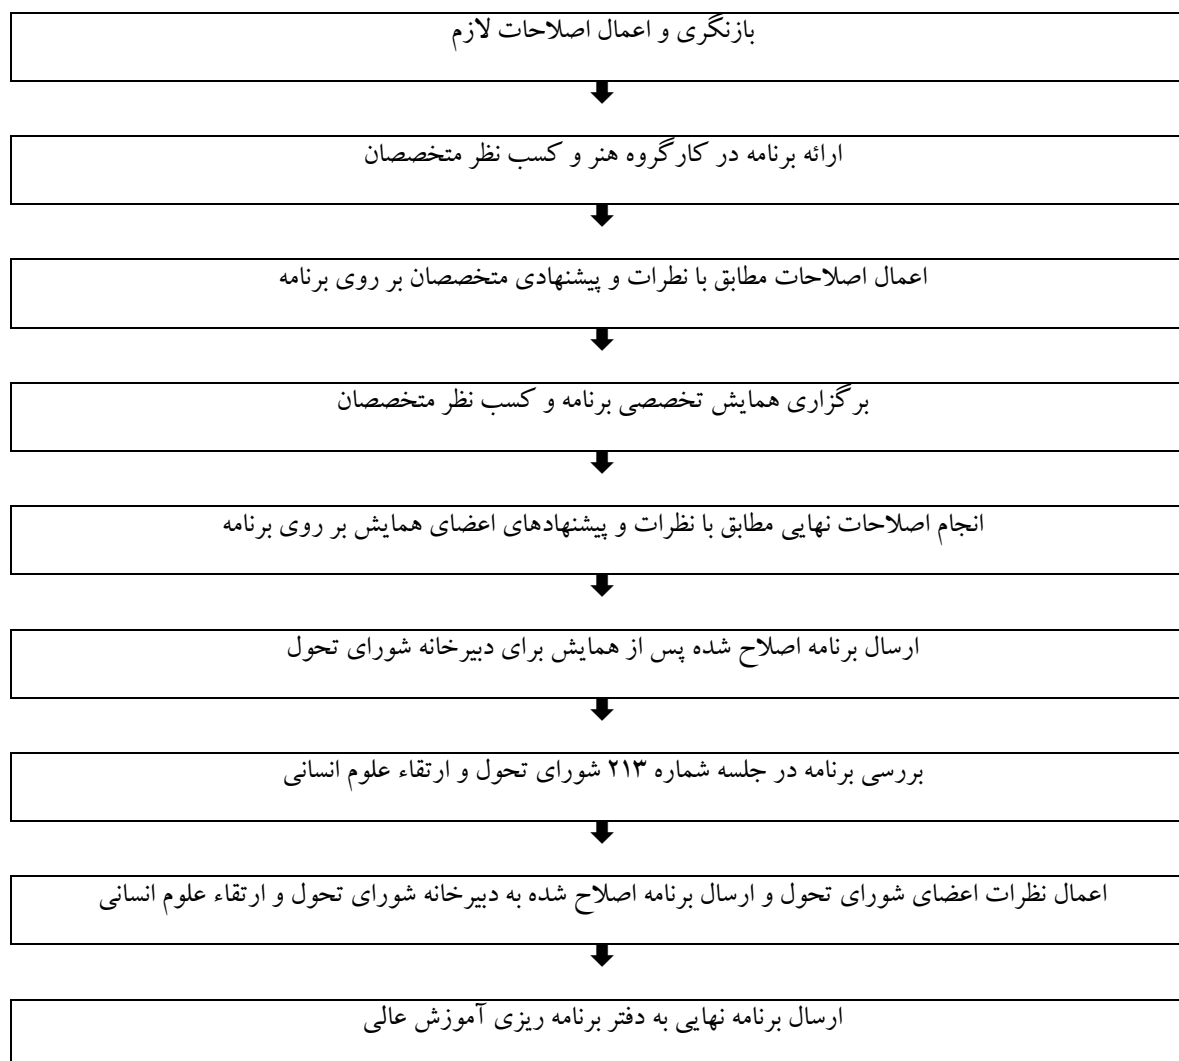 بازنگری و اعمال اصلاحات لازم
ارائه برنامه در کارگروه هنر و کسب نظر متخصصان
اعمال اصلاحات مطابق با نطرات و پیشنهادی متخصصان بر روی برنامه
برگزاری همایش تخصصی برنامه و کسب نظر متخصصان
انجام اصلاحات نهایی مطابق با نظرات و پیشنهادهای اعضای همایش بر روی برنامه
ارسال برنامه اصلاح شده پس از همایش برای دبیرخانه شورای تحول
بررسی برنامه در جلسه شماره ۲۱۳ شورای تحول و ارتقاء علوم انسانی
اعمال نظرات اعضای شورای تحول و ارسال برنامه اصلاح شده به دبیرخانه شورای تحول و ارتقاء علوم انسانی
ارسال برنامه نهایی به دفتر برنامه ریزی آموزش عالی